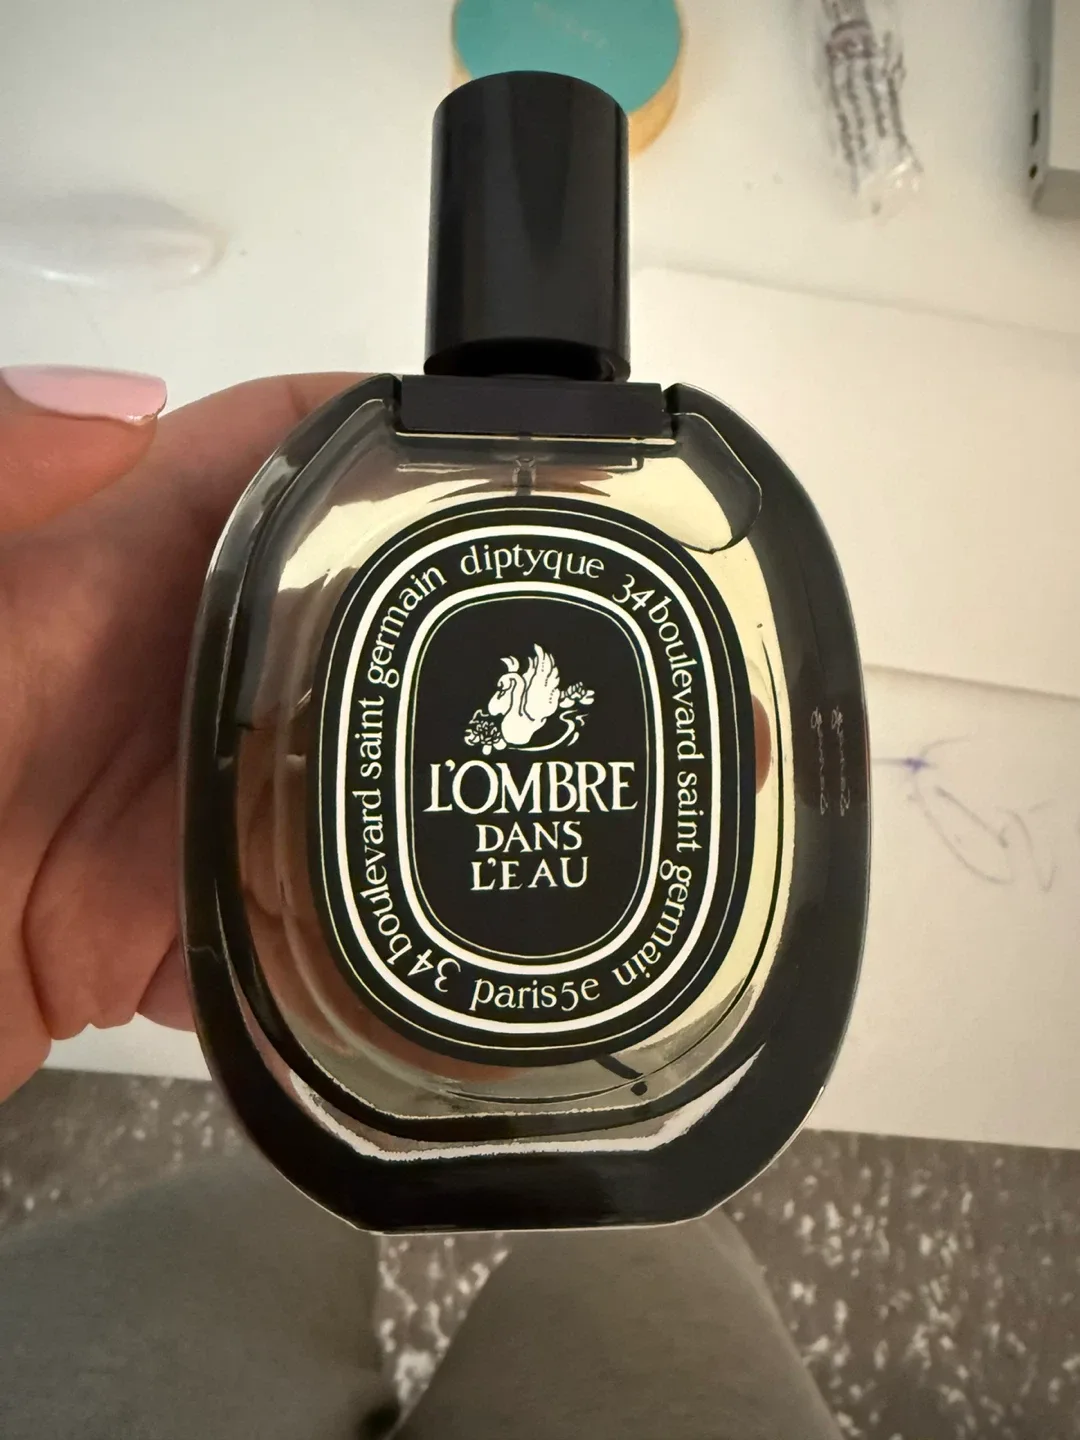 diptyque 34 boulevard saint germain paris5e 34 boulevard saint germain
L'OMBRE
DANS
L'EAU